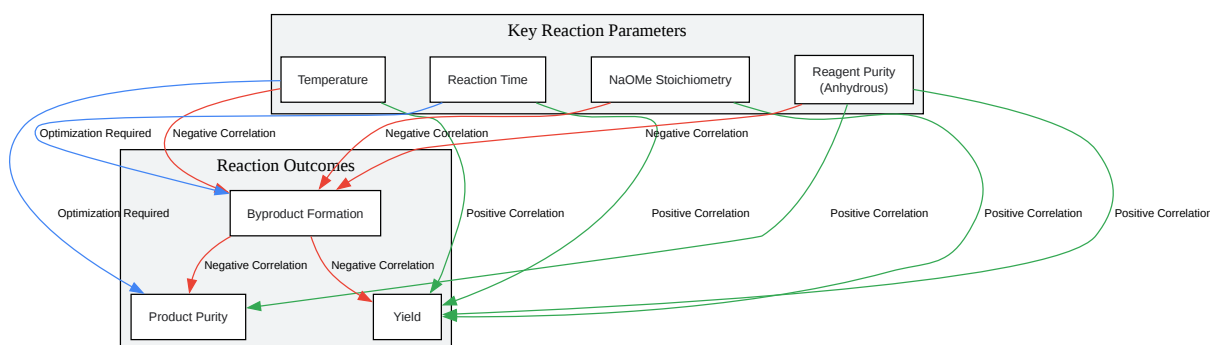 Key Reaction Parameters
Temperature
Reaction Time
NaOMe Stoichiometry
Reagent Purity
(Anhydrous)
Optimization Required
Negative Correlation
Negative Correlation
Negative Correlation
Reaction Outcomes
Byproduct Formation
Optimization Required
Positive Correlation
Positive Correlation
Positive Correlation
Positive Correlation
Positive Correlation
Negative Correlation
Negative Correlation
Product Purity
Yield